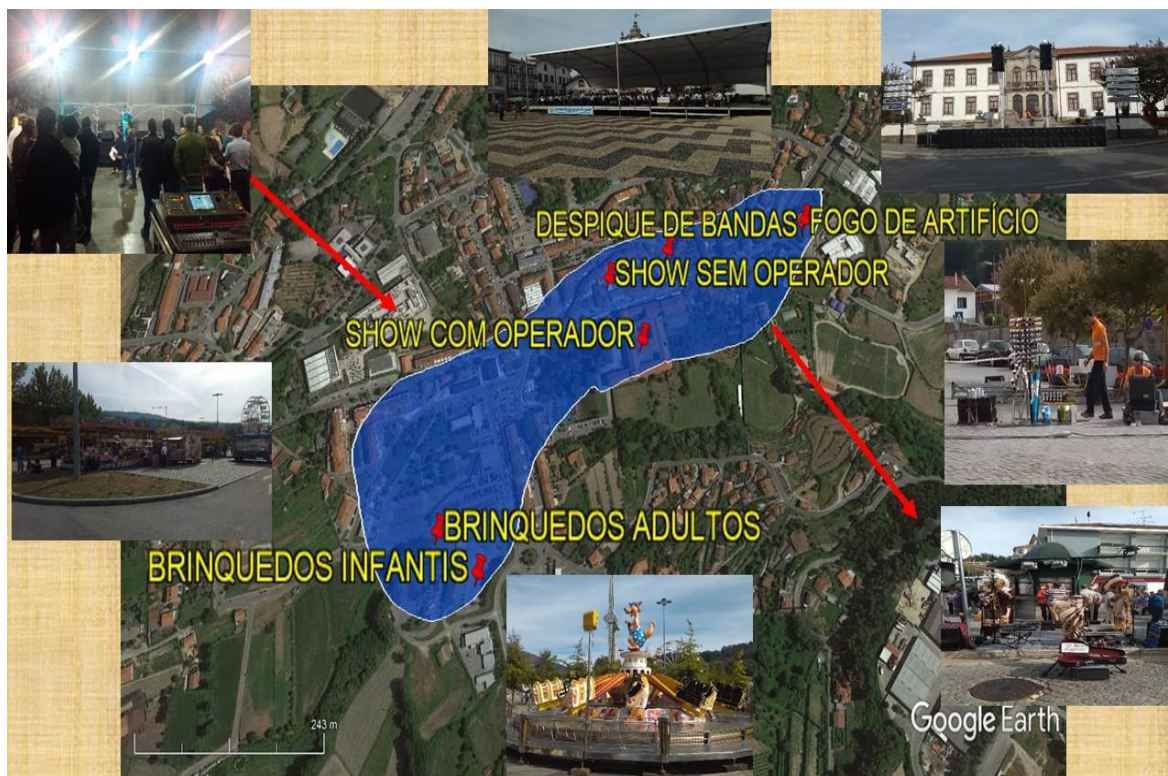 DESPIQUE DE BANDAS
FOGO DE ARTIFÍCIO
SHOW SEM OPERADOR
SHOW COM OPERADOR
BRINQUEDOS ADULTOS
BRINQUEDOS INFANTIS
243 m
Google Earth